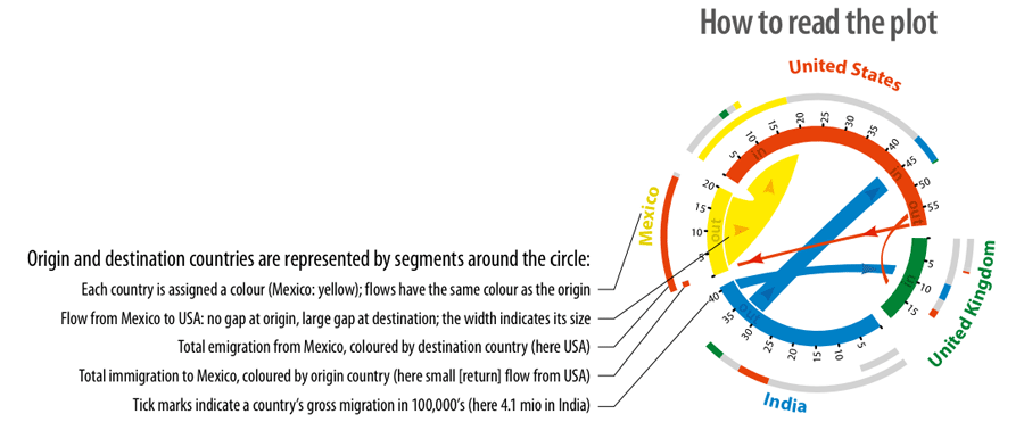 How to read the plot
United States
Mexico
United Kingdom
India
Origin and destination countries are represented by segments around the circle:
Each country is assigned a colour (Mexico: yellow); flows have the same colour as the origin
Flow from Mexico to USA: no gap at origin, large gap at destination; the width indicates its size
Total emigration from Mexico, coloured by destination country (here USA)
Total immigration to Mexico, coloured by origin country (here small [return] flow from USA)
Tick marks indicate a country's gross migration in 100,000's (here 4.1 mio in India)
5
10
15
20
25
30
35
40
45
50
55
in
in
out
20
15
10
5
out
5
10
15
in
40
35
30
25
20
15
10
5
out